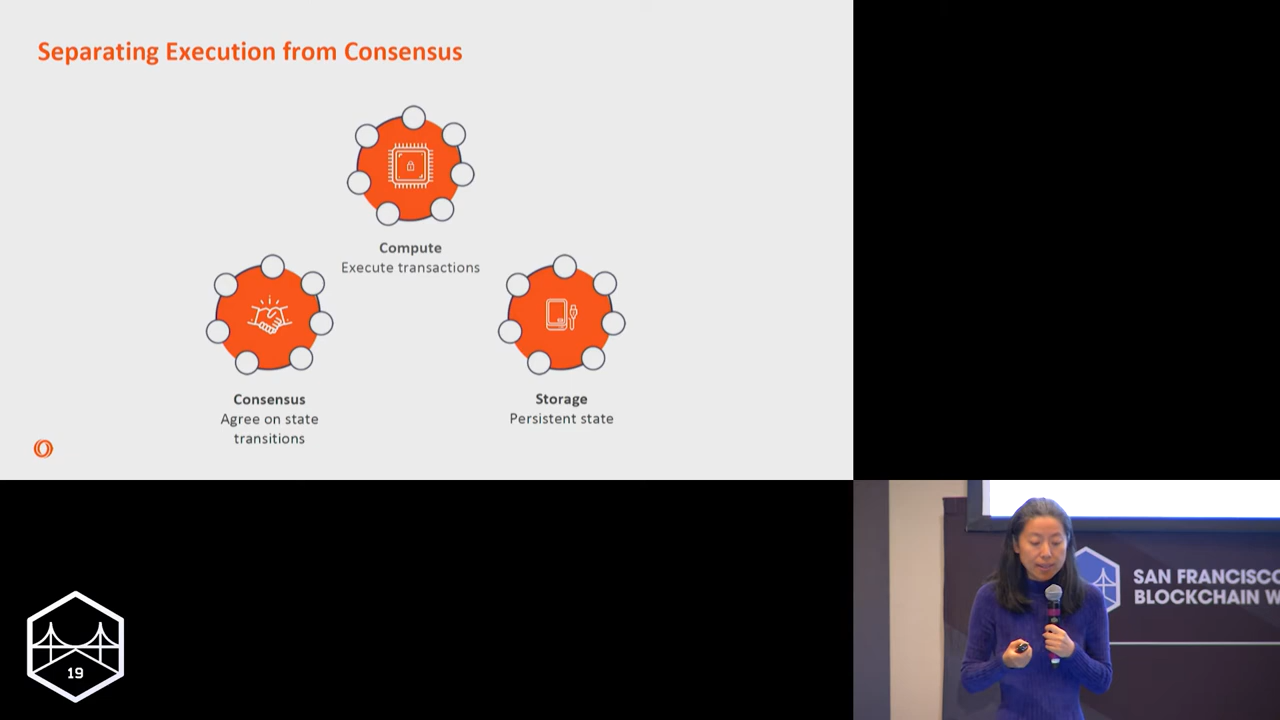 Separating Execution from Consensus
Compute
Execute transactions
Consensus
Agree on state
transitions
Storage
Persistent state
19
SAN FRANCISCO
BLOCKCHAIN W